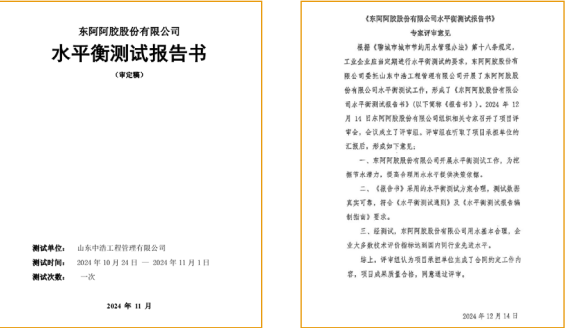 东阿阿胶股份有限公司
水平衡测试报告书
（审定稿）
测试单位： 山东中浩工程管理有限公司
测试时间： 2024 年 10 月 24 日 — 2024 年 11 月 1 日
测试次数： 一次
2024 年 11 月
《东阿阿胶股份有限公司水平衡测试报告书》
专家评审意见
根据《聊城市城市节约用水管理办法》第十八条规定，
工业企业应当定期进行水平衡测试的要求，东阿阿胶股份有
限公司委托山东中浩工程管理有限公司开展了东阿阿胶股
份有限公司水平衡测试工作，形成了《东阿阿胶股份有限公
司水平衡测试报告书》（以下简称《报告书》）。2024 年 12
月 14 日东阿阿胶股份有限公司组织相关专家召开了项目评
审会，会议成立了评审组。评审组在听取了项目承担单位的
汇报后，形成如下意见：
一、东阿阿胶股份有限公司开展水平衡测试工作，为挖
掘节水潜力，提高合理用水水平提供决策依据。
二、《报告书》采用的水平衡测试方案合理，测试数据
真实可靠，符合《水平衡测试通则》及《水平衡测试报告编
制指南》要求。
三、经测试，东阿阿胶股份有限公司用水基本合理，企
业大多数技术评价指标达到国内同行业先进水平。
综上，评审组认为项目承担单位完成了合同约定工作内
容，项目成果质量合格，同意通过评审。
2024 年 12 月 14 日